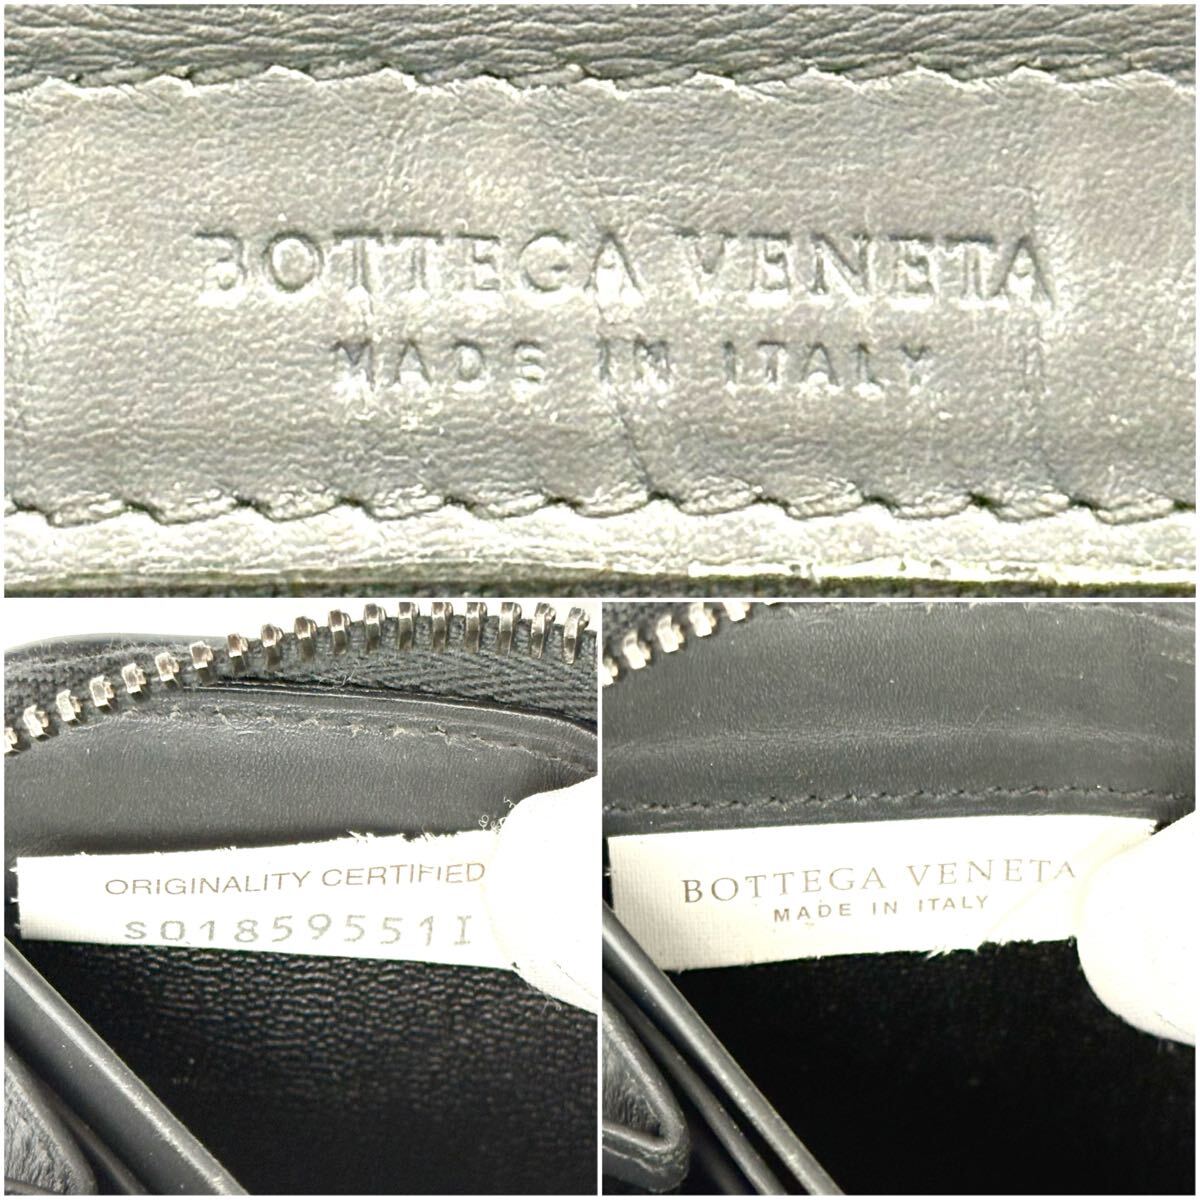 BOTTEGA VENETA
MADE IN ITALY
ORIGINALITY CERTIFIED
S01859551I
BOTTEGA VENETA
MADE IN ITALY